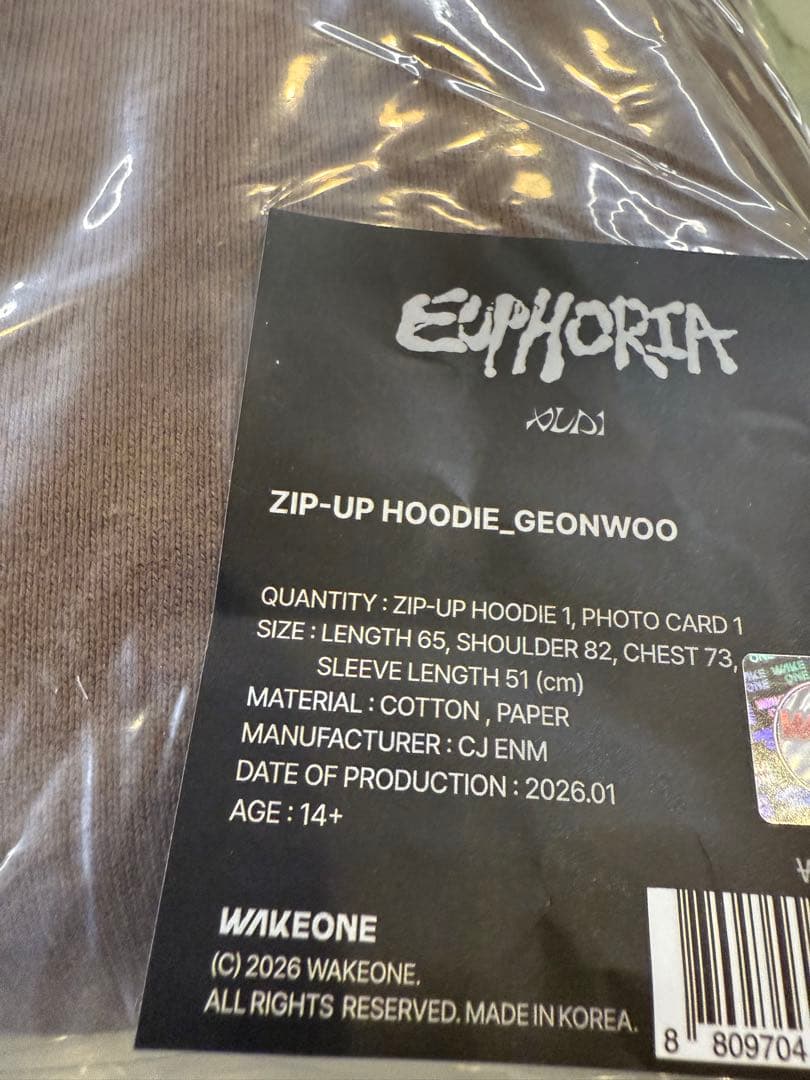 EUPHORIA
ALD1
ZIP-UP HOODIE_GEONWOO
QUANTITY : ZIP-UP HOODIE 1, PHOTO CARD 1
SIZE : LENGTH 65, SHOULDER 82, CHEST 73,
SLEEVE LENGTH 51 (cm)
MATERIAL : COTTON , PAPER
MANUFACTURER : CJ ENM
DATE OF PRODUCTION : 2026.01
AGE : 14+
WAKEONE
(C) 2026 WAKEONE.
ALL RIGHTS RESERVED. MADE IN KOREA.
8 809704